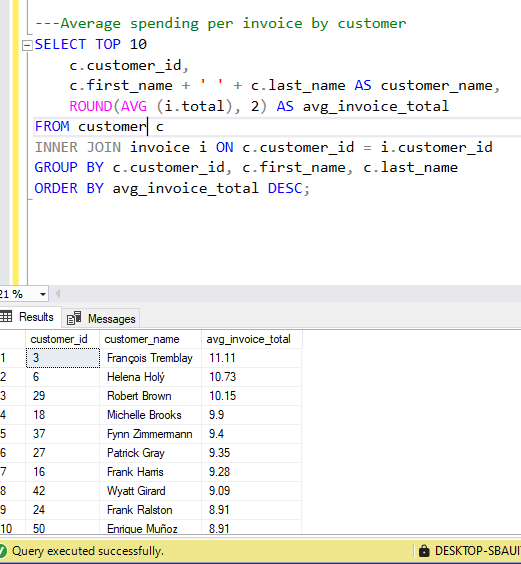 ---Average spending per invoice by customer
SELECT TOP 10
c.customer_id,
c.first_name + ' ' + c.last_name AS customer_name,
ROUND(AVG (i.total), 2) AS avg_invoice_total
FROM customer c
INNER JOIN invoice i ON c.customer_id = i.customer_id
GROUP BY c.customer_id, c.first_name, c.last_name
ORDER BY avg_invoice_total DESC;
21 %
Results Messages
customer_id customer_name avg_invoice_total
1 3 François Tremblay 11.11
2 6 Helena Holý 10.73
3 29 Robert Brown 10.15
4 18 Michelle Brooks 9.9
5 37 Fynn Zimmermann 9.4
6 27 Patrick Gray 9.35
7 16 Frank Harris 9.28
8 42 Wyatt Girard 9.09
9 24 Frank Ralston 8.91
10 50 Enrique Muñoz 8.91
Query executed successfully. DESKTOP-SBAUI